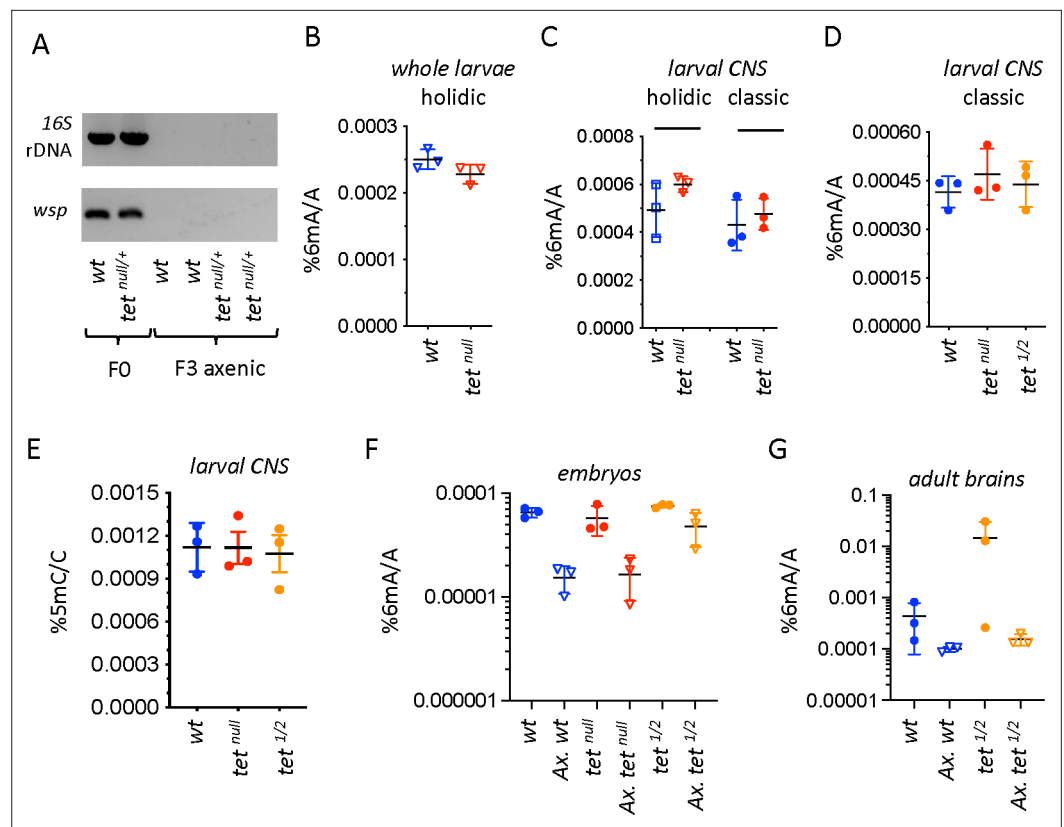 A
16S
rDNA
wsp
wt
tet null/+
wt
wt
tet null/+
tet null/+
F0
F3 axenic
B
whole larvae
holidic
%6mA/A
0.0003
0.0002
0.0001
0.0000
wt
tet null
C
larval CNS
holidic classic
%6mA/A
0.0008
0.0006
0.0004
0.0002
0.0000
wt
tet null
wt
tet null
D
larval CNS
classic
%6mA/A
0.00060
0.00045
0.00030
0.00015
0.00000
wt
tet null
tet 1/2
E
larval CNS
%5mC/C
0.0015
0.0012
0.0009
0.0006
0.0003
0.0000
wt
tet null
tet 1/2
F
embryos
%6mA/A
0.0001
0.00001
0.000001
wt
Ax. wt
tet null
Ax. tet null
tet 1/2
Ax. tet 1/2
G
adult brains
%6mA/A
0.1
0.01
0.001
0.0001
0.00001
wt
Ax. wt
tet 1/2
Ax. tet 1/2